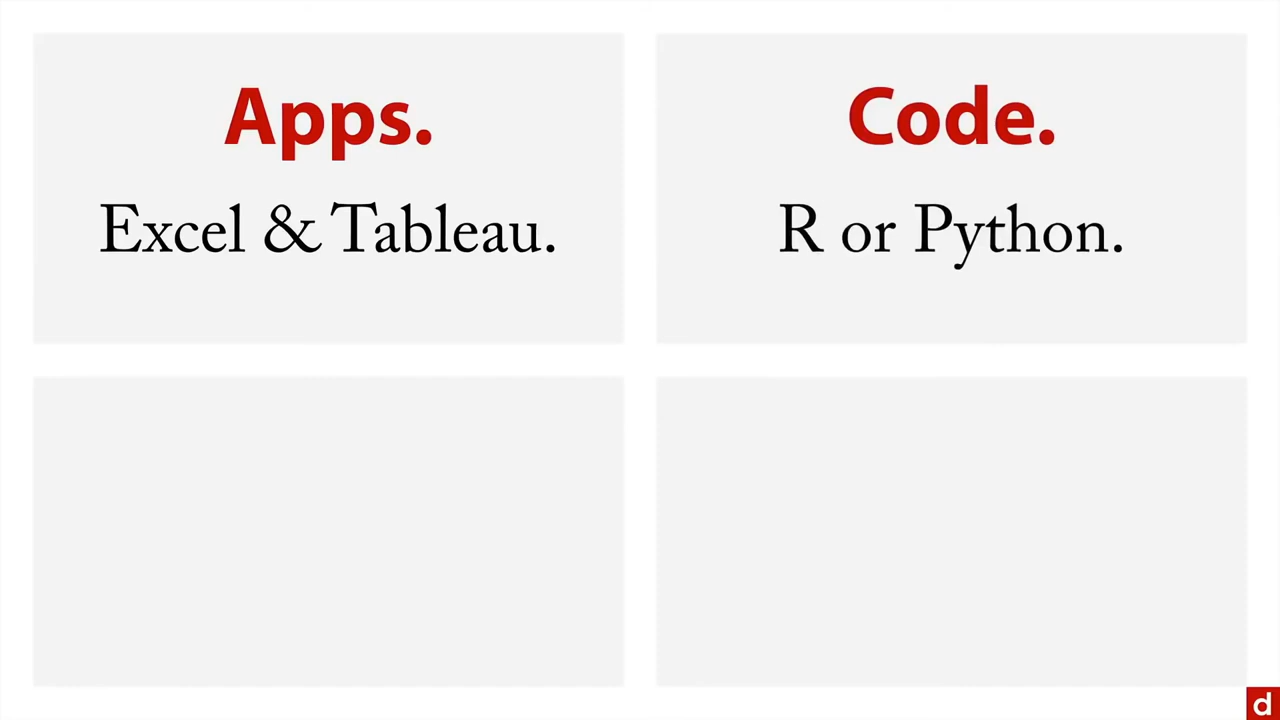 Apps.
Excel & Tableau.
Code.
R or Python.
d